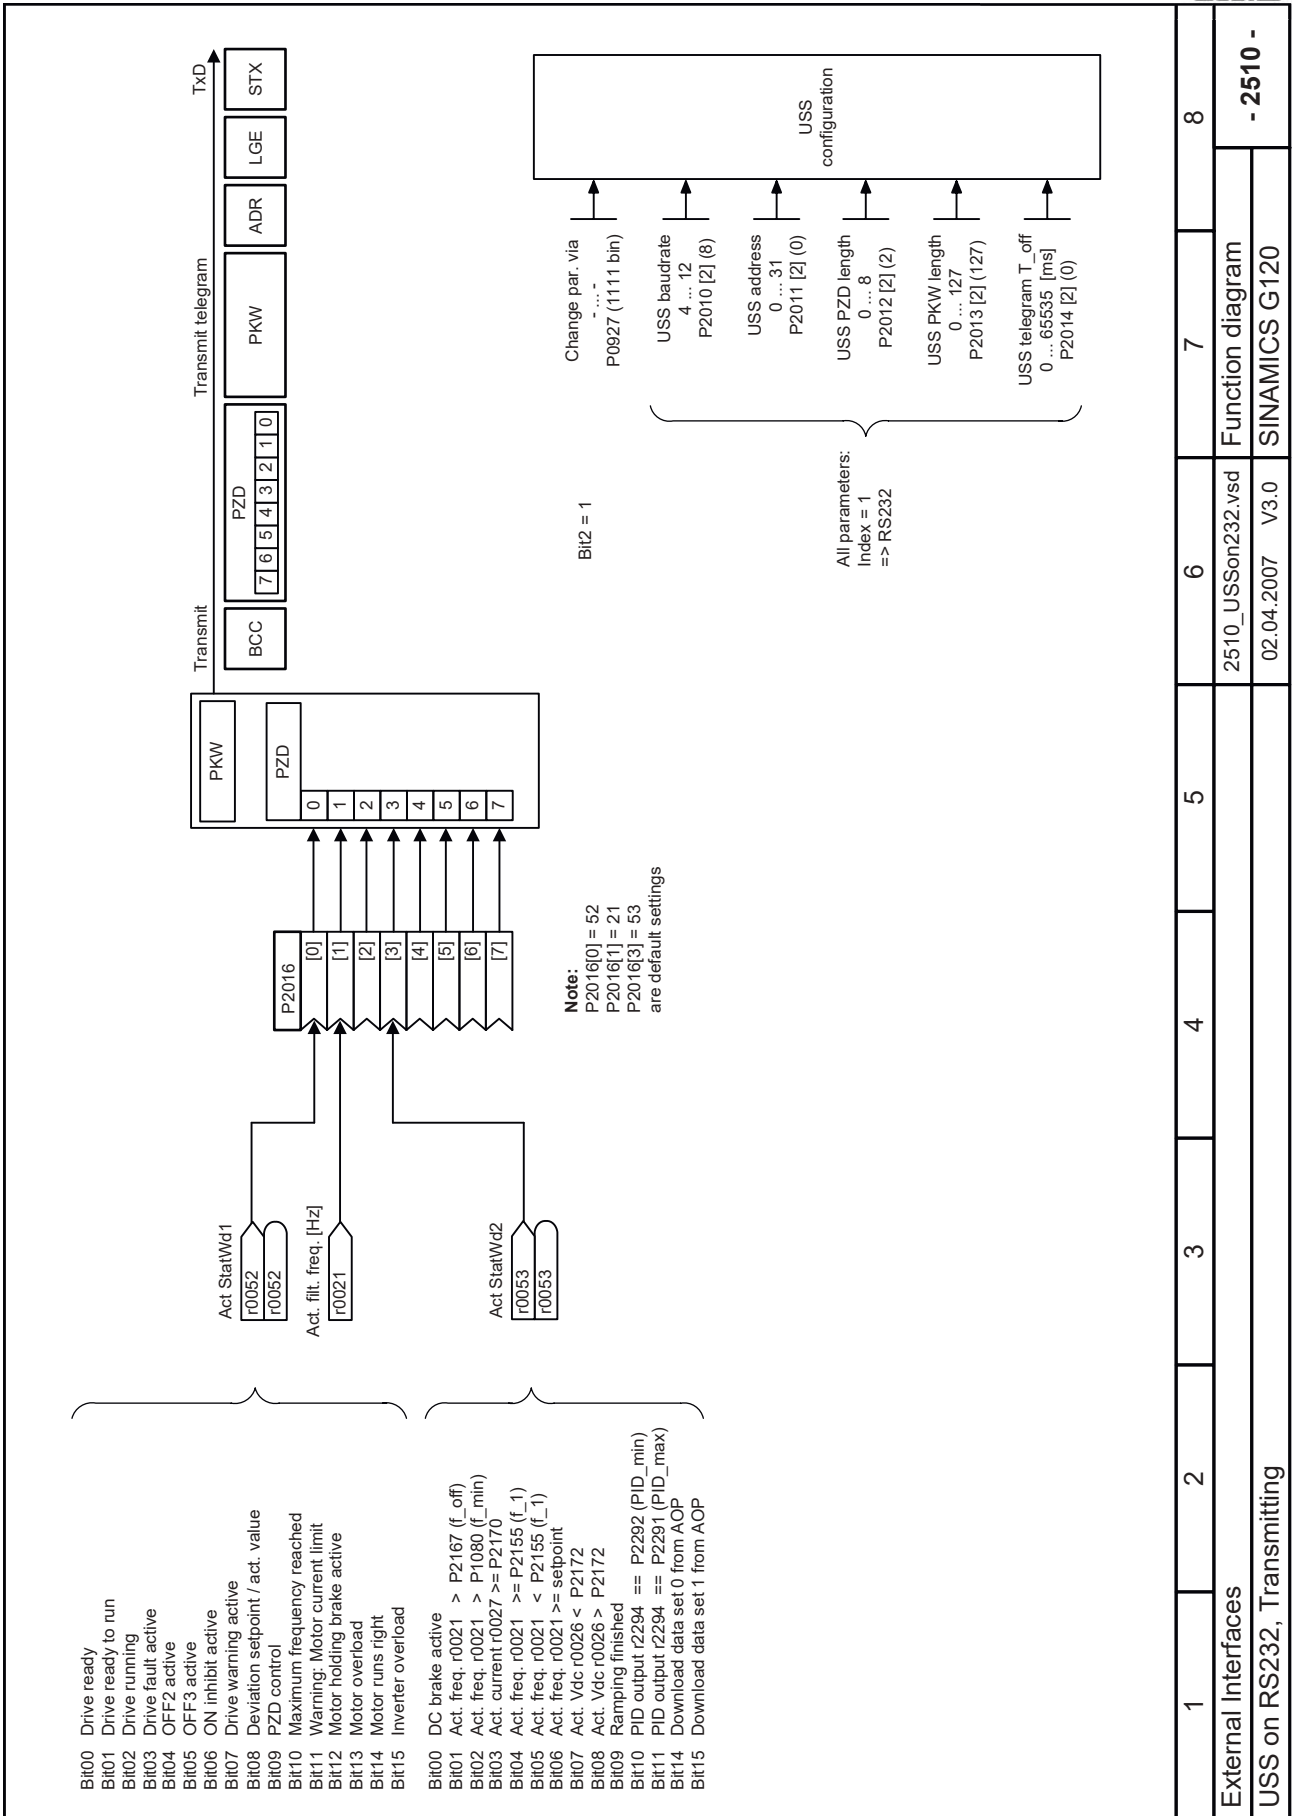 Bit00 Drive ready
Bit01 Drive ready to run
Bit02 Drive running
Bit03 Drive fault active
Bit04 OFF2 active
Bit05 OFF3 active
Bit06 ON inhibit active
Bit07 Drive warning active
Bit08 Deviation setpoint / act. value
Bit09 PZD control
Bit10 Maximum frequency reached
Bit11 Warning: Motor current limit
Bit12 Motor holding brake active
Bit13 Motor overload
Bit14 Motor runs right
Bit15 Inverter overload
Bit00 DC brake active
Bit01 Act. freq. r0021 > P2167 (f_off)
Bit02 Act. freq. r0021 > P1080 (f_min)
Bit03 Act. current r0027 >= P2170
Bit04 Act. freq. r0021 >= P2155 (f_1)
Bit05 Act. freq. r0021 < P2155 (f_1)
Bit06 Act. freq. r0021 >= setpoint
Bit07 Act. Vdc r0026 < P2172
Bit08 Act. Vdc r0026 > P2172
Bit09 Ramping finished
Bit10 PID output r2294 == P2292 (PID_min)
Bit11 PID output r2294 == P2291 (PID_max)
Bit14 Download data set 0 from AOP
Bit15 Download data set 1 from AOP
Act StatWd1
r0052
r0052
Act. filt. freq. [Hz]
r0021
Act StatWd2
r0053
r0053
P2016
[0]
[1]
[2]
[3]
[4]
[5]
[6]
[7]
Note:
P2016[0] = 52
P2016[1] = 21
P2016[3] = 53
are default settings
PKW
PZD
0
1
2
3
4
5
6
7
Transmit
Transmit telegram
TxD
BCC
PZD
7 6 5 4 3 2 1 0
PKW
ADR
LGE
STX
Bit2 = 1
All parameters:
Index = 1
=> RS232
Change par. via
- ... -
P0927 (1111 bin)
USS baudrate
4 ... 12
P2010 [2] (8)
USS address
0 ... 31
P2011 [2] (0)
USS PZD length
0 ... 8
P2012 [2] (2)
USS PKW length
0 ... 127
P2013 [2] (127)
USS telegram T_off
0 ... 65535 [ms]
P2014 [2] (0)
USS
configuration
1 2 3 4 5 6 7 8
External Interfaces
USS on RS232, Transmitting
2510_USSon232.vsd
02.04.2007 V3.0
Function diagram
SINAMICS G120
- 2510 -